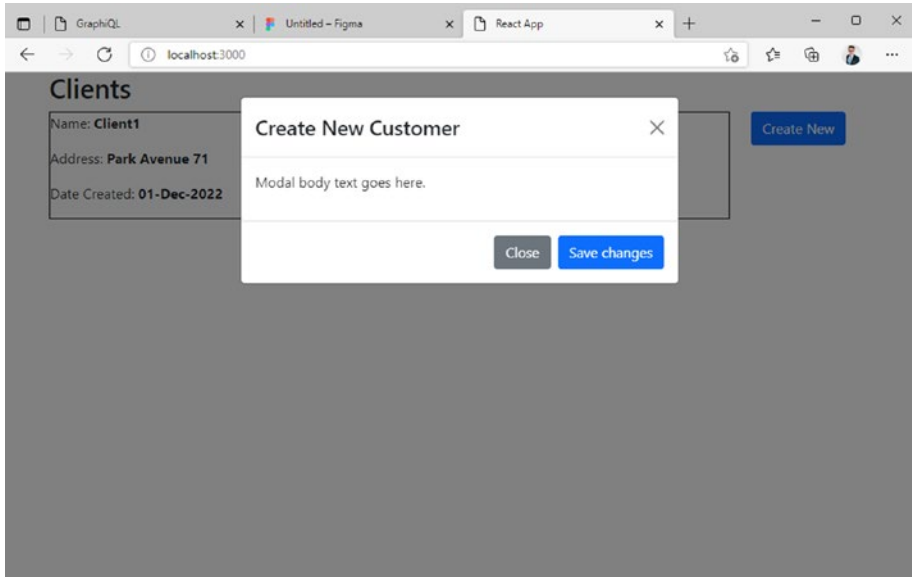 GraphiQL
Untitled – Figma
React App
localhost:3000
Clients
Name: Client1
Address: Park Avenue 71
Date Created: 01-Dec-2022
Create New
Create New Customer
Modal body text goes here.
Close
Save changes